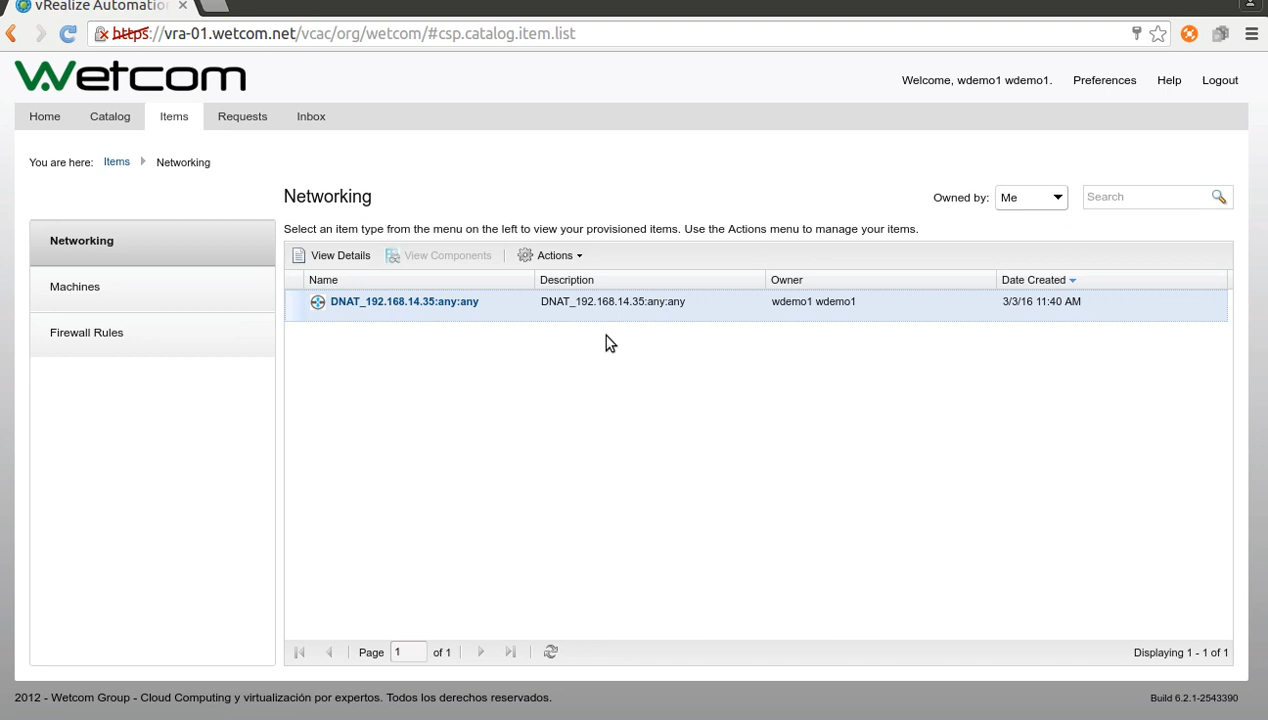 vRealize Automation
https://vra-01.wetcom.net/vcac/org/wetcom/#csp.catalog.item.list
Wetcom
Welcome, wdemo1 wdemo1. Preferences Help Logout
Home Catalog Items Requests Inbox
You are here: Items Networking
Networking
Owned by: Me Search
Select an item type from the menu on the left to view your provisioned items. Use the Actions menu to manage your items.
Networking
Machines
Firewall Rules
View Details View Components Actions
Name Description Owner Date Created
DNAT_192.168.14.35:any:any DNAT_192.168.14.35:any:any wdemo1 wdemo1 3/3/16 11:40 AM
Page 1 of 1 Displaying 1 - 1 of 1
2012 - Wetcom Group - Cloud Computing y virtualización por expertos. Todos los derechos reservados. Build 6.2.1-2543390